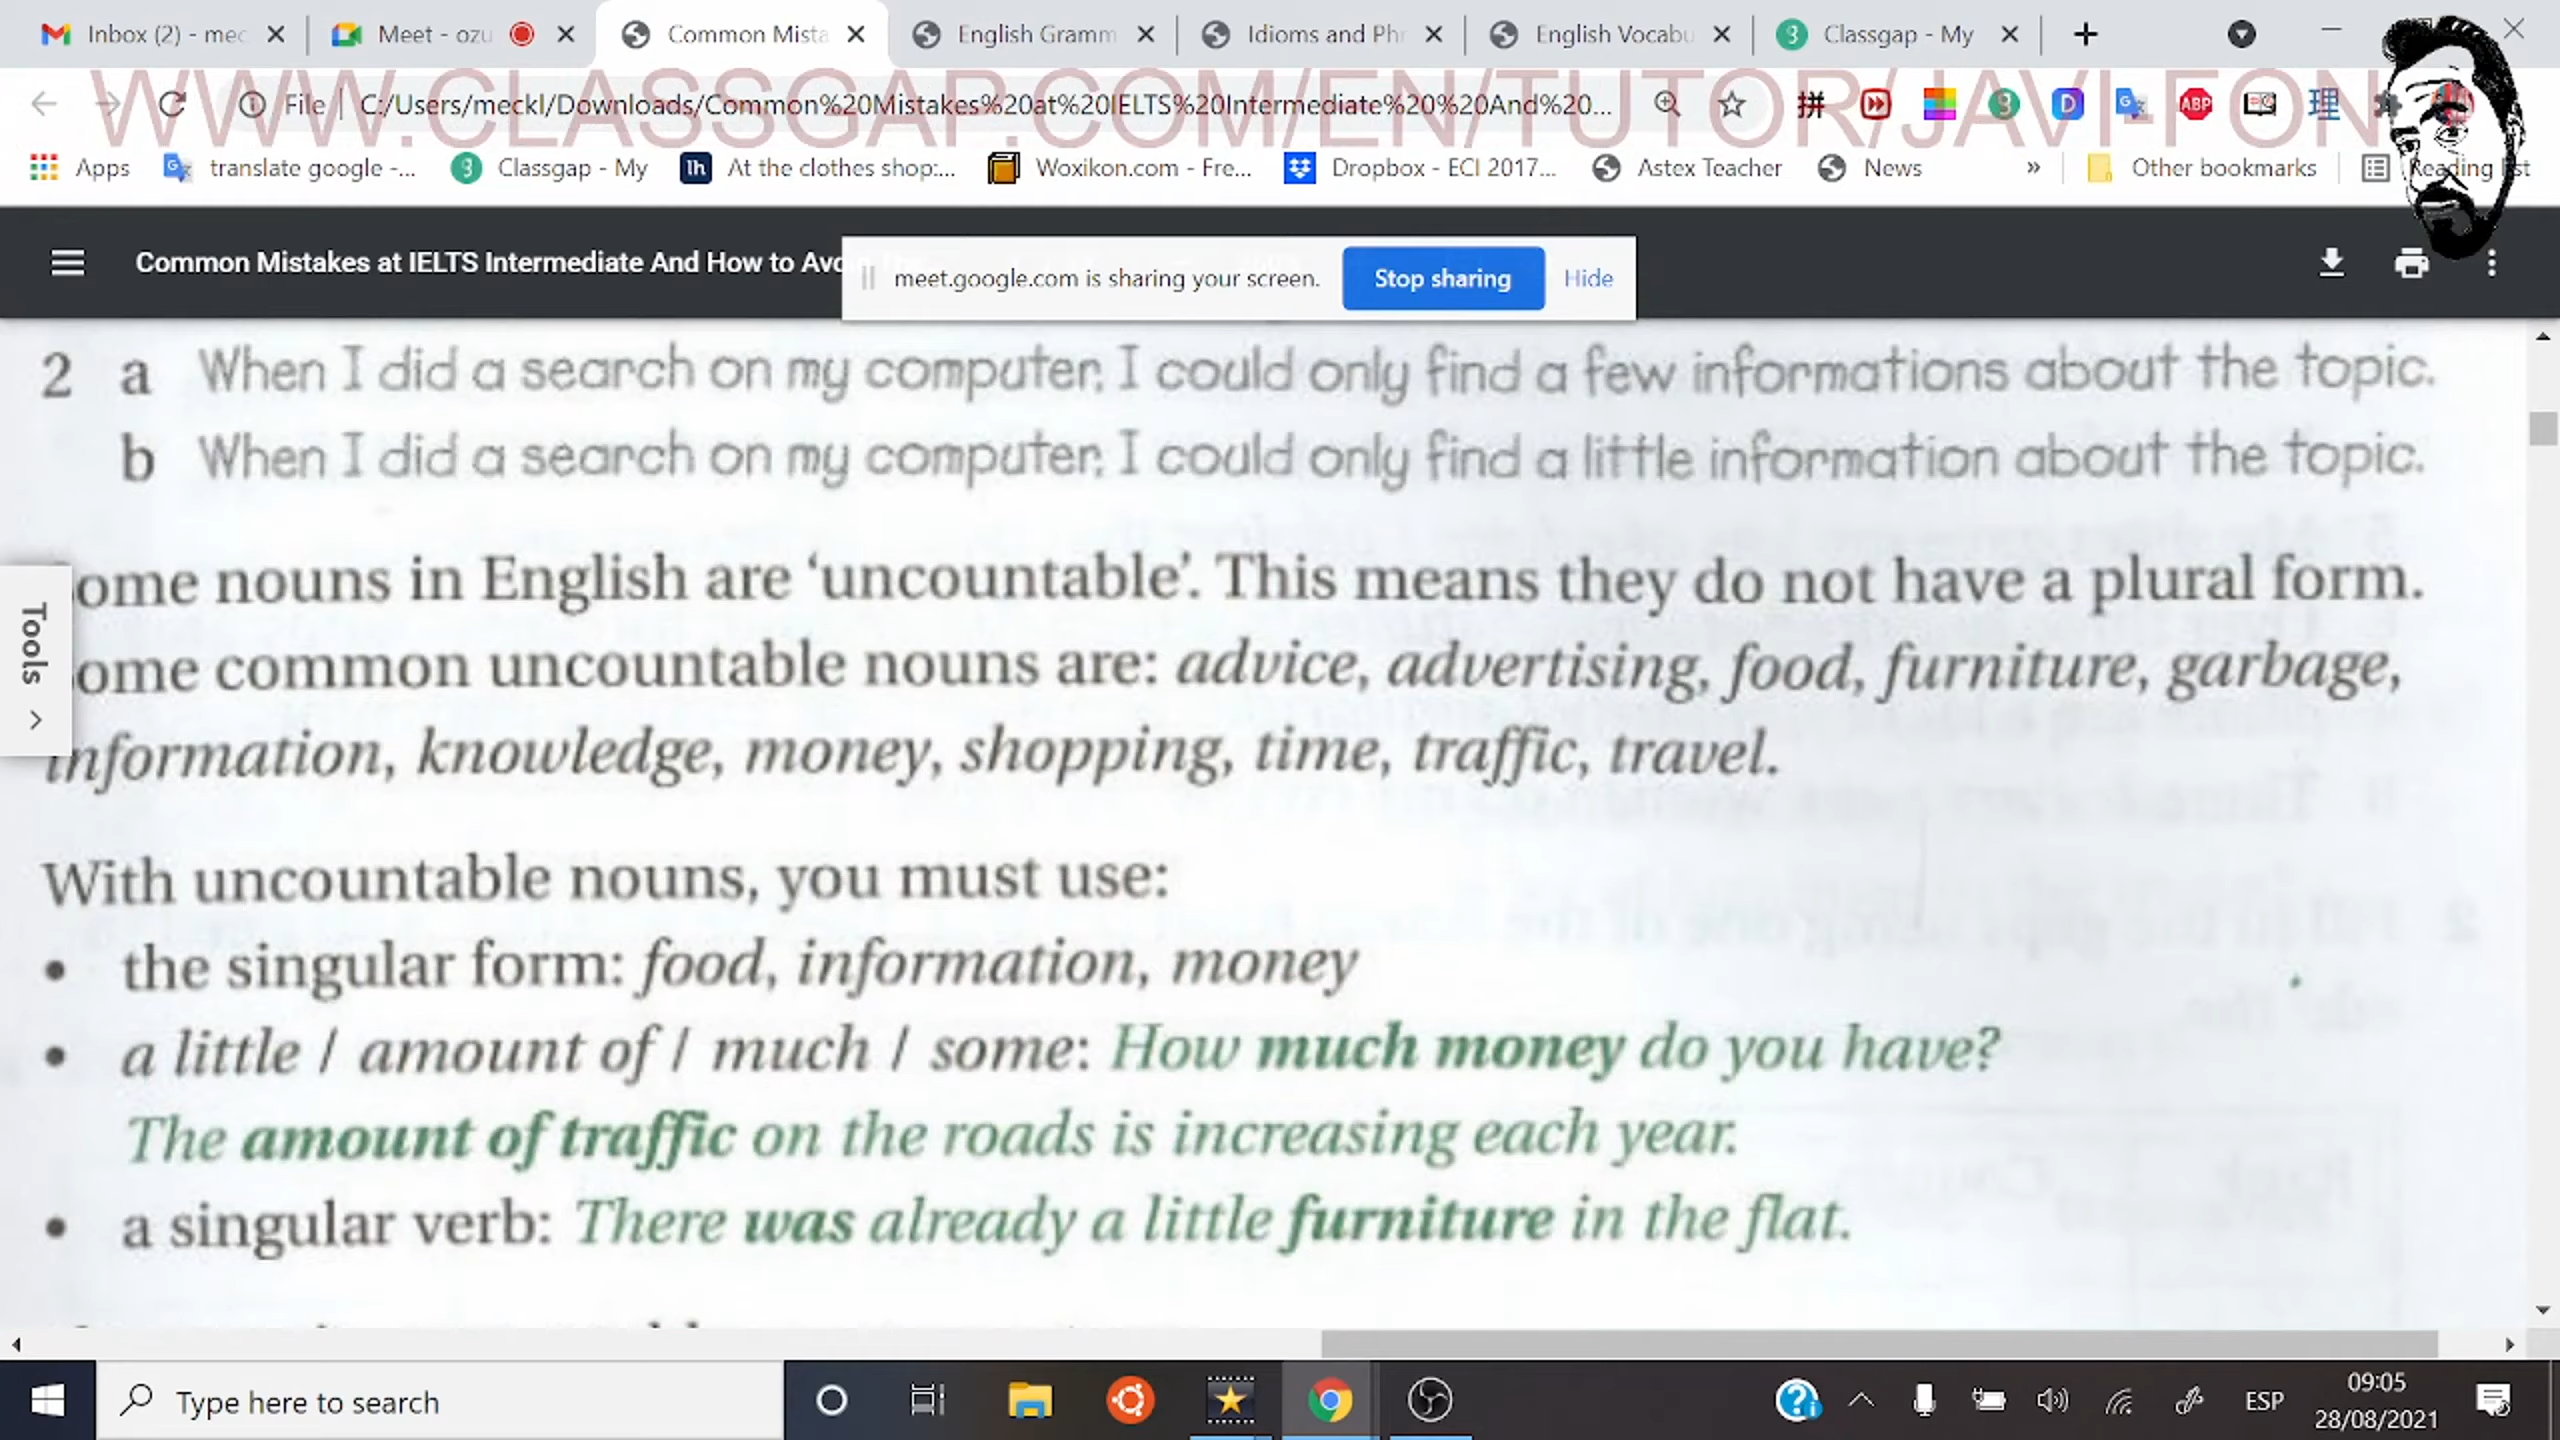 Inbox (2) - mec
Meet - ozu
Common Mista
English Gramm
Idioms and Phr
English Vocabu
Classgap - My
WWW.CLASSGAP.COM/EN/TUTOR/JAVI-FON
File | C:/Users/meckl/Downloads/Common%20Mistakes%20at%20IELTS%20Intermediate%20%20And%20...
Apps translate google -... Classgap - My At the clothes shop:... Woxikon.com - Fre... Dropbox - ECI 2017... Astex Teacher News » Other bookmarks Reading list
Common Mistakes at IELTS Intermediate And How to Avo
meet.google.com is sharing your screen. Stop sharing Hide
2 a When I did a search on my computer, I could only find a few informations about the topic.
b When I did a search on my computer, I could only find a little information about the topic.
ome nouns in English are ‘uncountable’. This means they do not have a plural form.
ome common uncountable nouns are: advice, advertising, food, furniture, garbage,
information, knowledge, money, shopping, time, traffic, travel.
Tools
With uncountable nouns, you must use:
• the singular form: food, information, money
• a little / amount of / much / some: How much money do you have?
The amount of traffic on the roads is increasing each year.
• a singular verb: There was already a little furniture in the flat.
Type here to search
ESP
09:05
28/08/2021